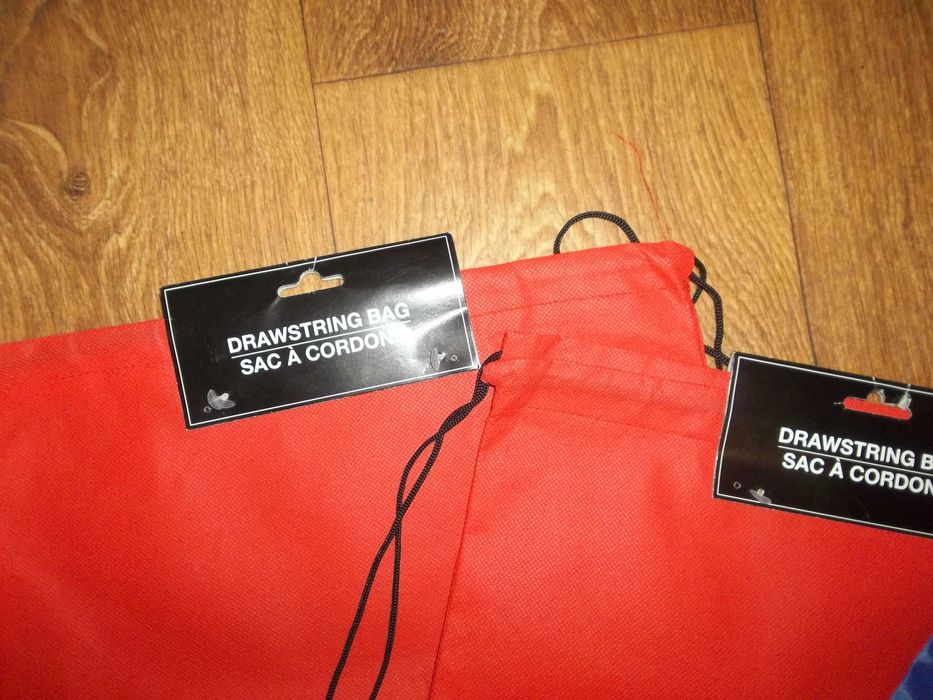 DRAWSTRING BAG
SAC À CORDON
DRAWSTRING B
SAC À CORDON